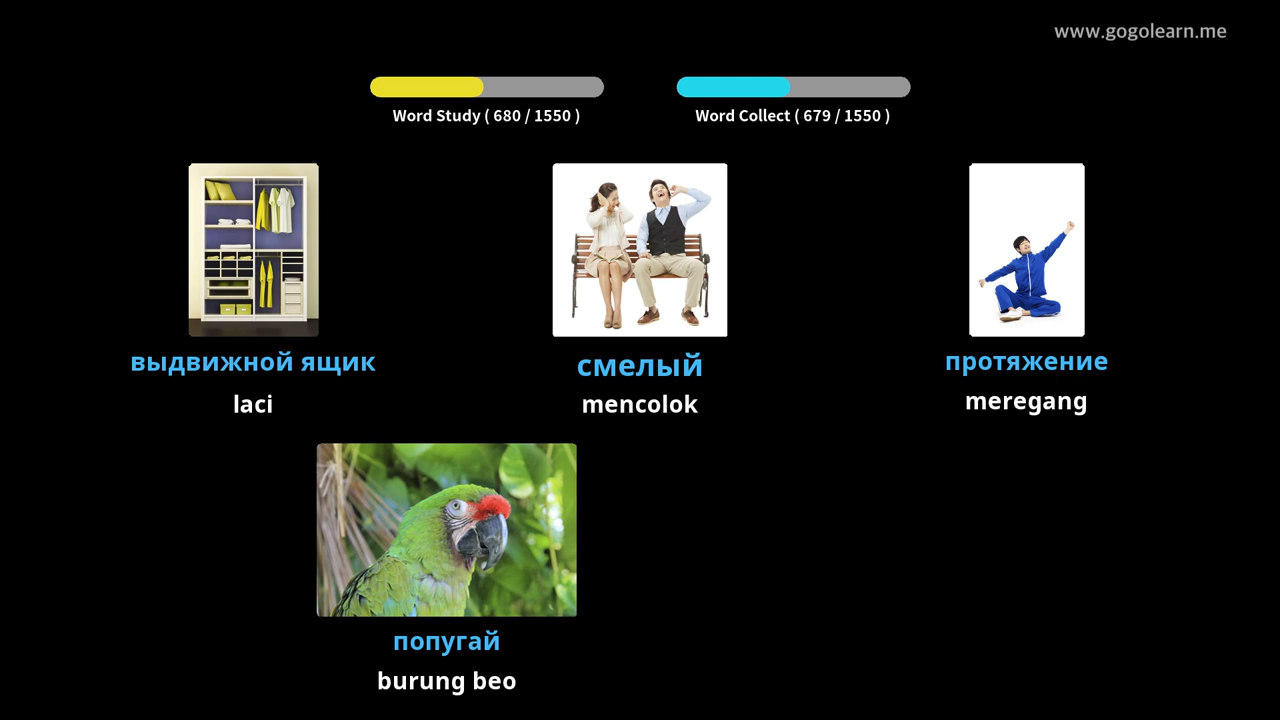 www.gogolearn.me
Word Study ( 680 / 1550 )
Word Collect ( 679 / 1550 )
выдвижной ящик
смелый
протяжение
laci
mencolok
meregang
попугай
burung beo